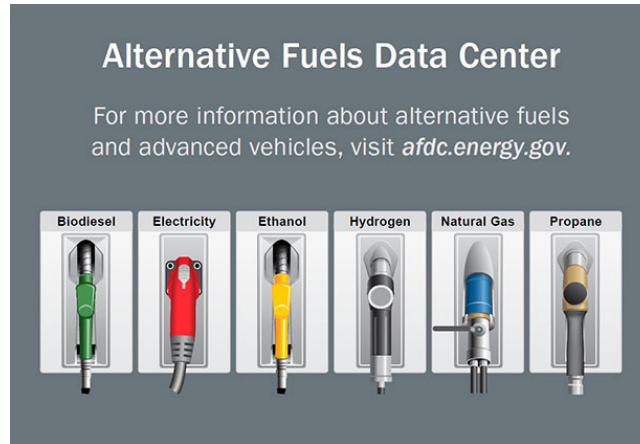 Alternative Fuels Data Center
For more information about alternative fuels
and advanced vehicles, visit afdc.energy.gov.
Biodiesel
Electricity
Ethanol
Hydrogen
Natural Gas
Propane